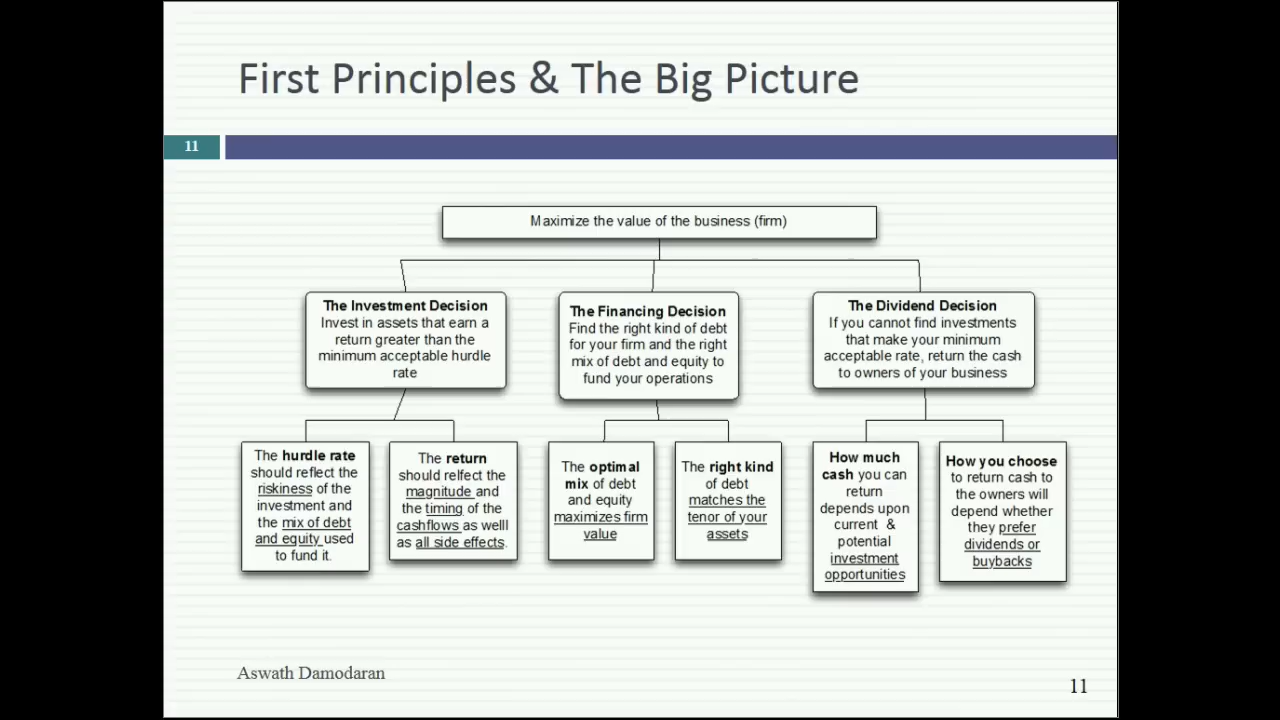 First Principles & The Big Picture
11
Maximize the value of the business (firm)
The Investment Decision
Invest in assets that earn a
return greater than the
minimum acceptable hurdle
rate
The Financing Decision
Find the right kind of debt
for your firm and the right
mix of debt and equity to
fund your operations
The Dividend Decision
If you cannot find investments
that make your minimum
acceptable rate, return the cash
to owners of your business
The hurdle rate
should reflect the
riskiness of the
investment and
the mix of debt
and equity used
to fund it.
The return
should relfect the
magnitude and
the timing of the
cashflows as welll
as all side effects.
The optimal
mix of debt
and equity
maximizes firm
value
The right kind
of debt
matches the
tenor of your
assets
How much
cash you can
return
depends upon
current &
potential
investment
opportunities
How you choose
to return cash to
the owners will
depend whether
they prefer
dividends or
buybacks
Aswath Damodaran
11